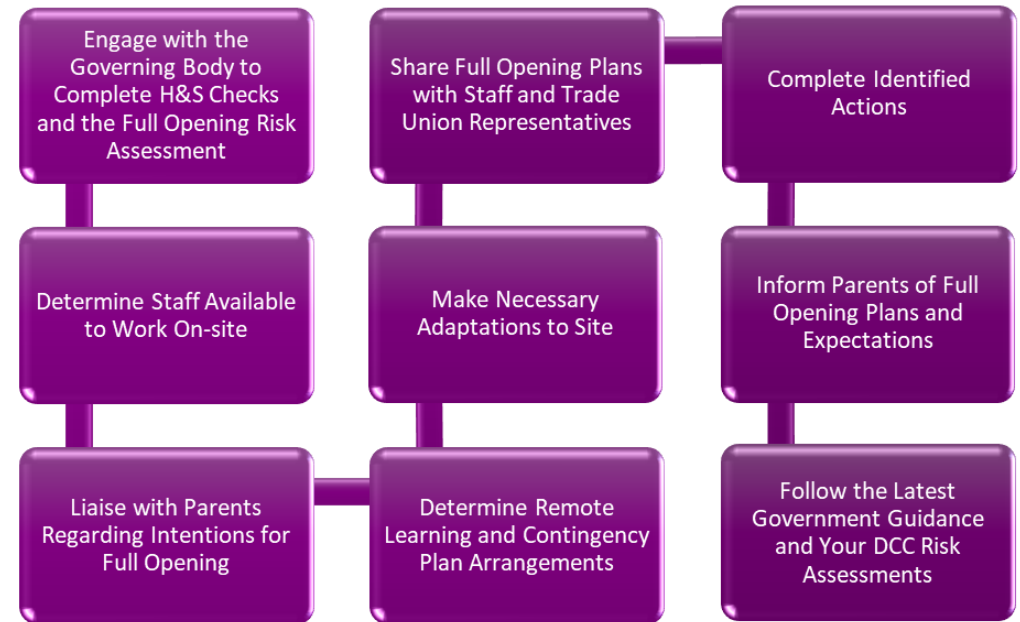 Engage with the
Governing Body to
Complete H&S Checks
and the Full Opening Risk
Assessment
Determine Staff Available
to Work On-site
Liaise with Parents
Regarding Intentions for
Full Opening
Determine Remote
Learning and Contingency
Plan Arrangements
Make Necessary
Adaptations to Site
Share Full Opening Plans
with Staff and Trade
Union Representatives
Complete Identified
Actions
Inform Parents of Full
Opening Plans and
Expectations
Follow the Latest
Government Guidance
and Your DCC Risk
Assessments